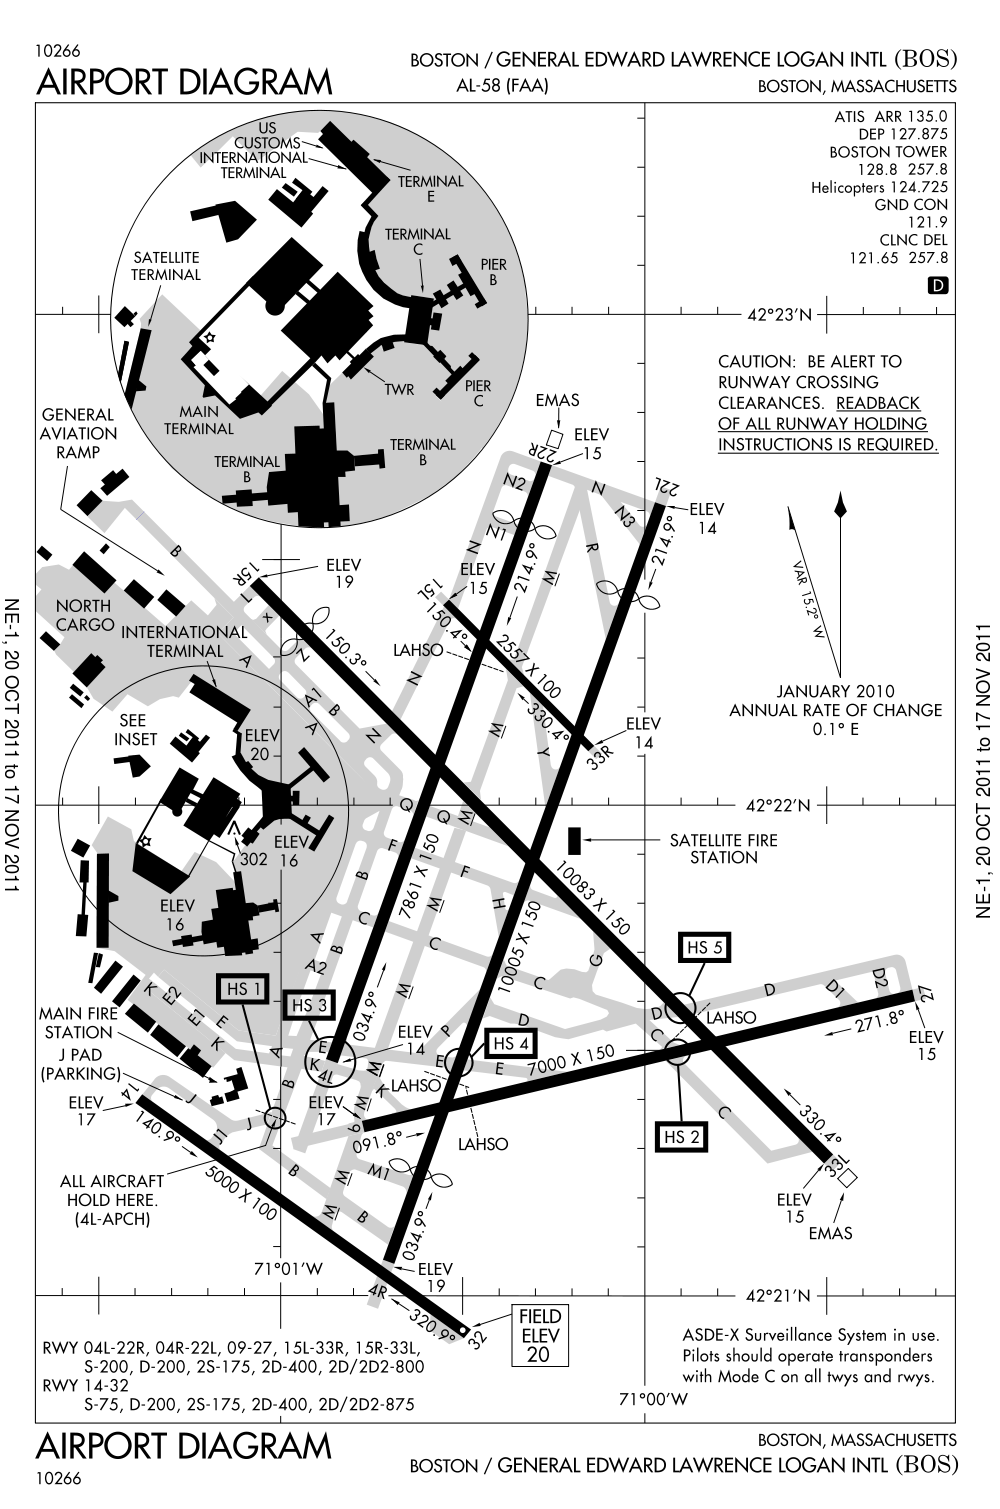 10266
AIRPORT DIAGRAM
BOSTON / GENERAL EDWARD LAWRENCE LOGAN INTL (BOS)
AL-58 (FAA)
BOSTON, MASSACHUSETTS
ATIS ARR 135.0
DEP 127.875
BOSTON TOWER
128.8 257.8
Helicopters 124.725
GND CON
121.9
CLNC DEL
121.65 257.8
D
US
CUSTOMS
INTERNATIONAL
TERMINAL
TERMINAL
E
TERMINAL
C
PIER
B
SATELLITE
TERMINAL
TWR
PIER
C
MAIN
TERMINAL
TERMINAL
B
TERMINAL
B
42°23'N
CAUTION: BE ALERT TO
RUNWAY CROSSING
CLEARANCES. READBACK
OF ALL RUNWAY HOLDING
INSTRUCTIONS IS REQUIRED.
GENERAL
AVIATION
RAMP
EMAS
ELEV
15
22R
22L
ELEV
14
N2
N
N3
N1
N
R
M
214.9°
214.9°
B
15R
ELEV
19
ELEV
15
15L
150.4°
VAR 15.2° W
JANUARY 2010
ANNUAL RATE OF CHANGE
0.1° E
NORTH
CARGO
INTERNATIONAL
TERMINAL
L
x
N
150.3°
LAHSO
2557 X 100
330.4°
A
A1
B
A
N
N
M
Y
ELEV
14
33R
SEE
INSET
ELEV
20
302
ELEV
16
ELEV
16
42°22'N
SATELLITE FIRE
STATION
Q
Q
M
F
F
B
C
M
C
H
7861 X 150
10083 X 150
10005 X 150
G
C
D
A
B
A2
M
HS 5
HS 1
HS 3
HS 4
HS 2
K
E2
E1
E
K
MAIN FIRE
STATION
J PAD
(PARKING)
ELEV
17
14
J
J1
J
140.9°
5000 X 100
A
B
E
K
4L
034.9°
ELEV
14
P
E
E
7000 X 150
LAHSO
LAHSO
LAHSO
M
K
M
ELEV
17
9
091.8°
D
C
D
D1
D2
27
271.8°
ELEV
15
C
330.4°
33L
ELEV
15
EMAS
ALL AIRCRAFT
HOLD HERE.
(4L-APCH)
B
M
M1
M
B
034.9°
71°01'W
ELEV
19
4R
320.9°
32
FIELD
ELEV
20
42°21'N
RWY 04L-22R, 04R-22L, 09-27, 15L-33R, 15R-33L,
S-200, D-200, 2S-175, 2D-400, 2D/2D2-800
RWY 14-32
S-75, D-200, 2S-175, 2D-400, 2D/2D2-875
71°00'W
ASDE-X Surveillance System in use.
Pilots should operate transponders
with Mode C on all twys and rwys.
NE-1, 20 OCT 2011 to 17 NOV 2011
NE-1, 20 OCT 2011 to 17 NOV 2011
AIRPORT DIAGRAM
10266
BOSTON, MASSACHUSETTS
BOSTON / GENERAL EDWARD LAWRENCE LOGAN INTL (BOS)